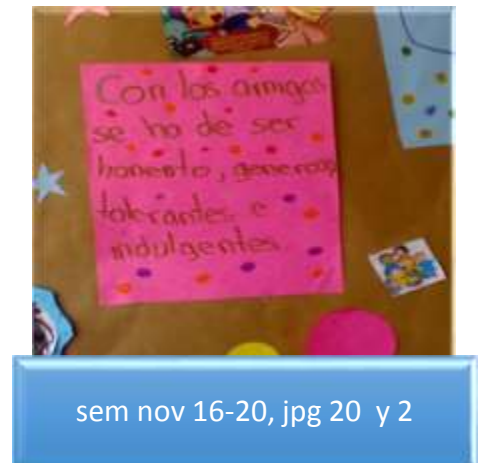 Con los amigos
se ha de ser
honesto, generoso,
tolerantes e
indulgentes.
sem nov 16-20, jpg 20 y 2